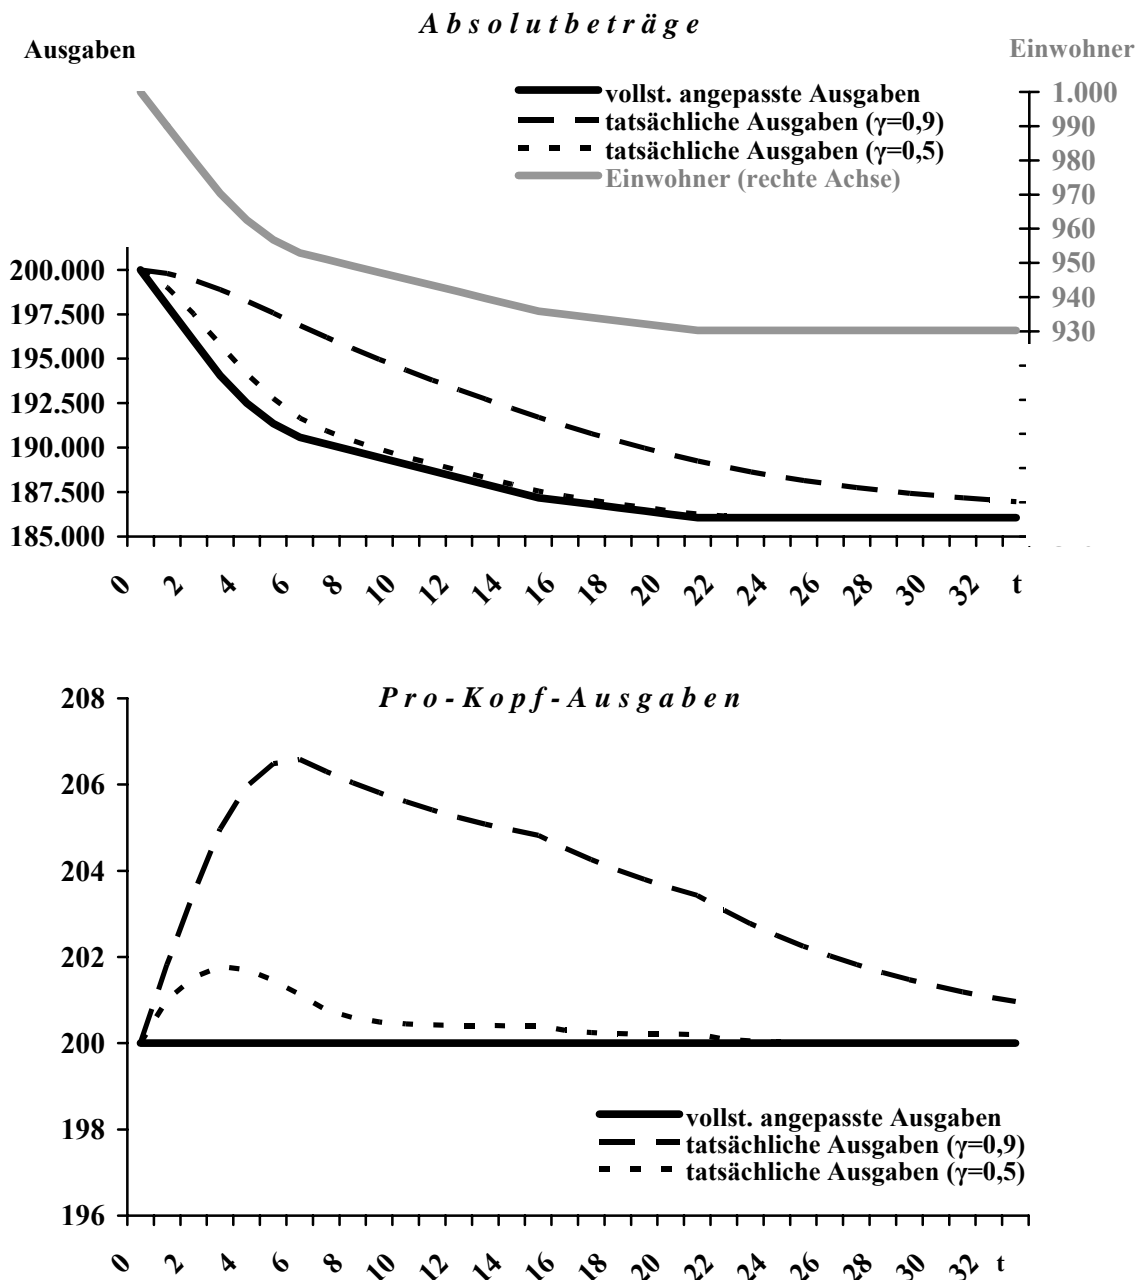 Absolutbeträge
Ausgaben
Einwohner
vollst. angepasste Ausgaben
tatsächliche Ausgaben (γ=0,9)
tatsächliche Ausgaben (γ=0,5)
Einwohner (rechte Achse)
1.000
990
980
970
960
950
940
930
200.000
197.500
195.000
192.500
190.000
187.500
185.000
0 2 4 6 8 10 12 14 16 18 20 22 24 26 28 30 32 t
Pro-Kopf-Ausgaben
208
206
204
202
200
198
196
vollst. angepasste Ausgaben
tatsächliche Ausgaben (γ=0,9)
tatsächliche Ausgaben (γ=0,5)
0 2 4 6 8 10 12 14 16 18 20 22 24 26 28 30 32 t